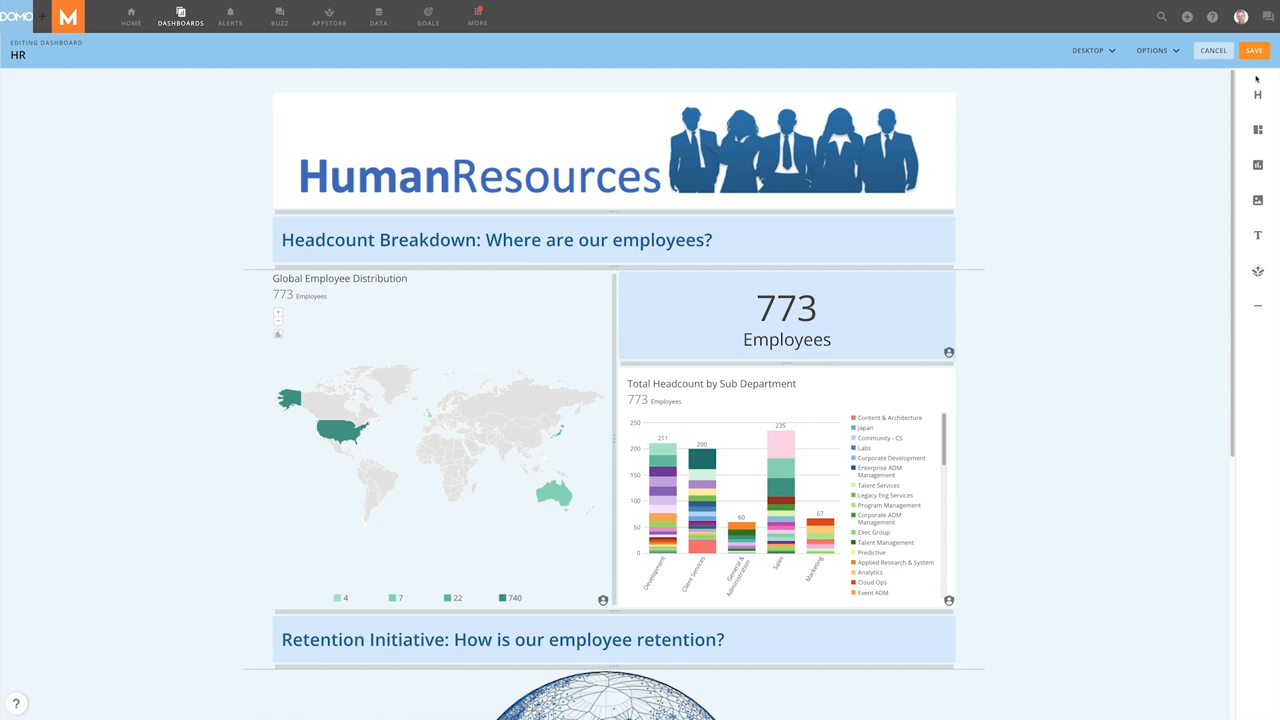 DOMO
+
M
HOME
DASHBOARDS
ALERTS
BUZZ
APPSTORE
DATA
GOALS
MORE
EDITING DASHBOARD
HR
DESKTOP
OPTIONS
CANCEL
SAVE
H
T
HumanResources
Headcount Breakdown: Where are our employees?
Global Employee Distribution
773 Employees
+
−
4
7
22
740
773
Employees
Total Headcount by Sub Department
773 Employees
250
200
150
100
50
0
211
200
60
235
67
Development
Client Services
General &
Administration
Sales
Marketing
Content & Architecture
Japan
Community - CS
Labs
Corporate Development
Enterprise ADM
Management
Talent Services
Legacy Eng Services
Program Management
Corporate ADM
Management
Exec Group
Talent Management
Predictive
Applied Research & System
Analytics
Cloud Ops
Event ADM
Retention Initiative: How is our employee retention?
?